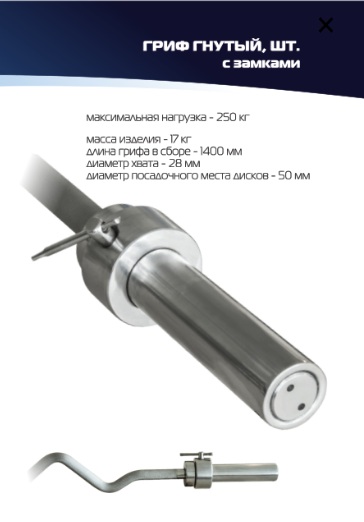 ГРИФ ГНУТЫЙ, ШТ.
с замками
максимальная нагрузка - 250 кг
масса изделия - 17 кг
длина грифа в сборе - 1400 мм
диаметр хвата - 28 мм
диаметр посадочного места дисков - 50 мм